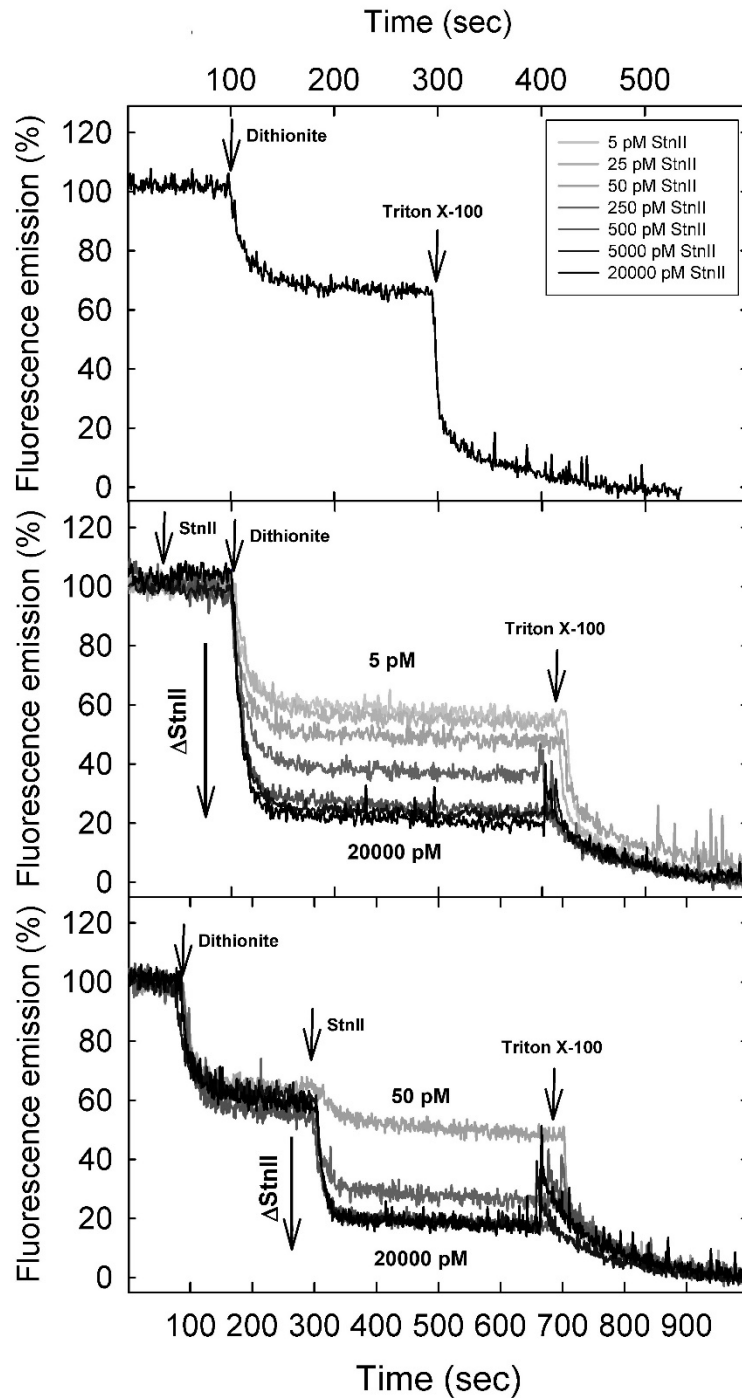 Time (sec)
100 200 300 400 500
Fluorescence emission (%)
120
100
80
60
40
20
0
Dithionite
Triton X-100
5 pM StnII
25 pM StnII
50 pM StnII
250 pM StnII
500 pM StnII
5000 pM StnII
20000 pM StnII
Fluorescence emission (%)
120
100
80
60
40
20
0
StnII
Dithionite
Triton X-100
5 pM
ΔStnII
20000 pM
Fluorescence emission (%)
120
100
80
60
40
20
0
Dithionite
StnII
Triton X-100
50 pM
ΔStnII
20000 pM
100 200 300 400 500 600 700 800 900
Time (sec)